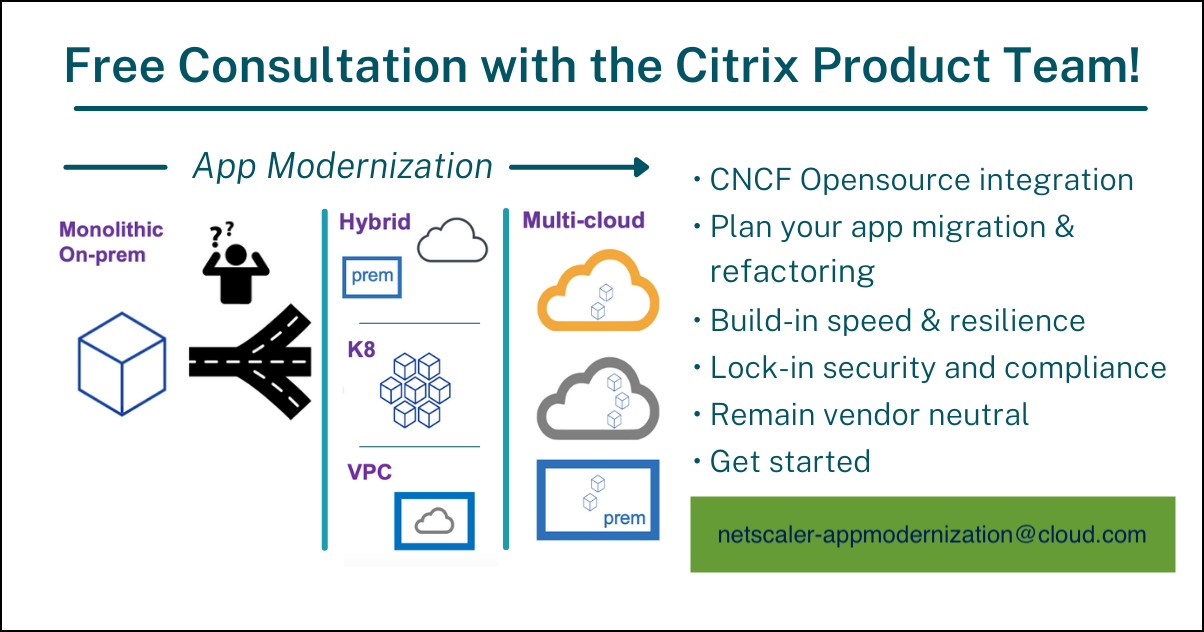 Free Consultation with the Citrix Product Team!
App Modernization
Monolithic
On-prem
??
Hybrid
prem
K8
VPC
Multi-cloud
prem
• CNCF Opensource integration
• Plan your app migration &
refactoring
• Build-in speed & resilience
• Lock-in security and compliance
• Remain vendor neutral
• Get started
netscaler-appmodernization@cloud.com